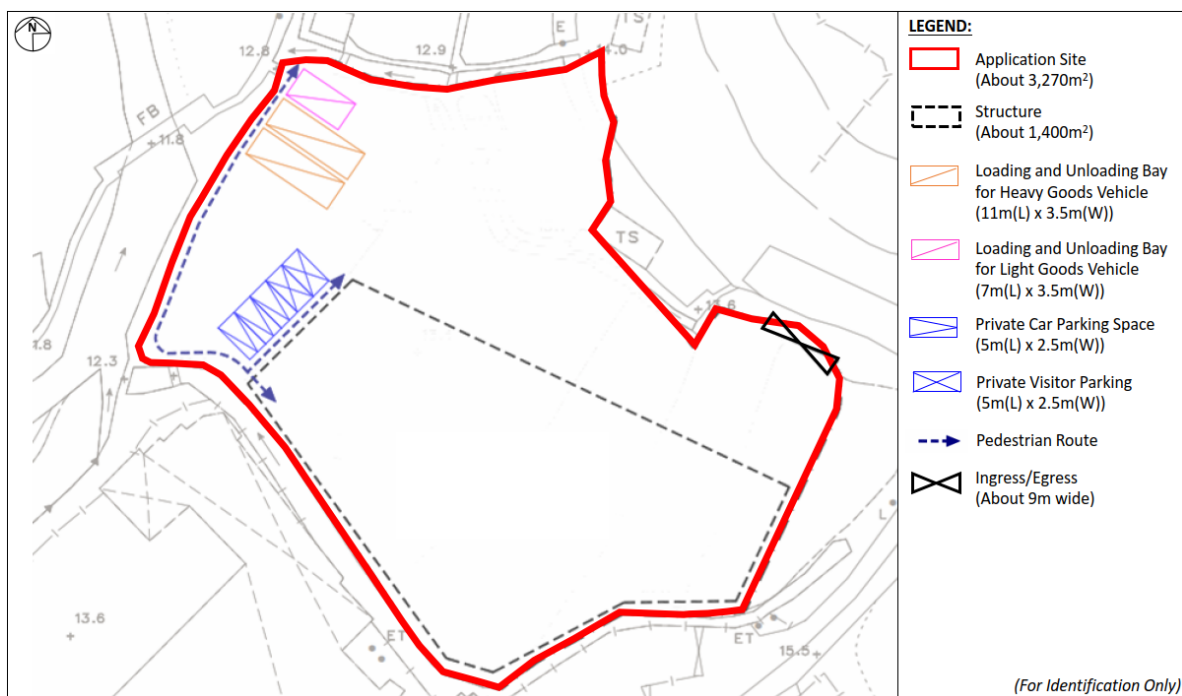 N
12.8
12.9
E
TS
14.0
FB
11.8
TS
13.6
12.3
13.6
ET
ET
15.5
L
LEGEND:
Application Site
(About 3,270m²)
Structure
(About 1,400m²)
Loading and Unloading Bay
for Heavy Goods Vehicle
(11m(L) x 3.5m(W))
Loading and Unloading Bay
for Light Goods Vehicle
(7m(L) x 3.5m(W))
Private Car Parking Space
(5m(L) x 2.5m(W))
Private Visitor Parking
(5m(L) x 2.5m(W))
Pedestrian Route
Ingress/Egress
(About 9m wide)
(For Identification Only)